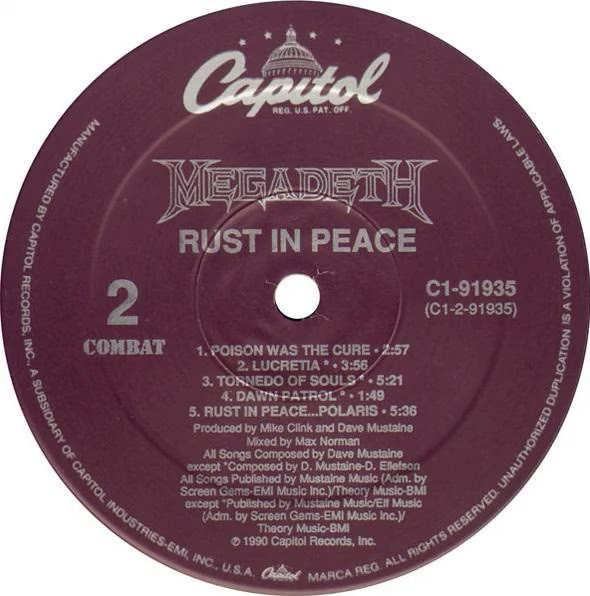 Capitol
REG. U.S. PAT. OFF.
MEGADETH
RUST IN PEACE
2
COMBAT
C1-91935
(C1-2-91935)
1. POISON WAS THE CURE • 2:57
2. LUCRETIA * • 3:56
3. TORNEDO OF SOULS * • 5:21
4. DAWN PATROL * • 1:49
5. RUST IN PEACE...POLARIS • 5:36
Produced by Mike Clink and Dave Mustaine
Mixed by Max Norman
All Songs Composed by Dave Mustaine
except *Composed by D. Mustaine-D. Ellefson
All Songs Published by Mustaine Music (Adm. by
Screen Gems-EMI Music Inc.)/Theory Music-BMI
except *Published by Mustaine Music/Elf Music
(Adm. by Screen Gems-EMI Music Inc.)/
Theory Music-BMI
℗ 1990 Capitol Records, Inc.
MANUFACTURED BY CAPITOL RECORDS, INC., A SUBSIDIARY OF CAPITOL INDUSTRIES-EMI, INC., U.S.A. Capitol MARCA REG. ALL RIGHTS RESERVED. UNAUTHORIZED DUPLICATION IS A VIOLATION OF APPLICABLE LAWS.